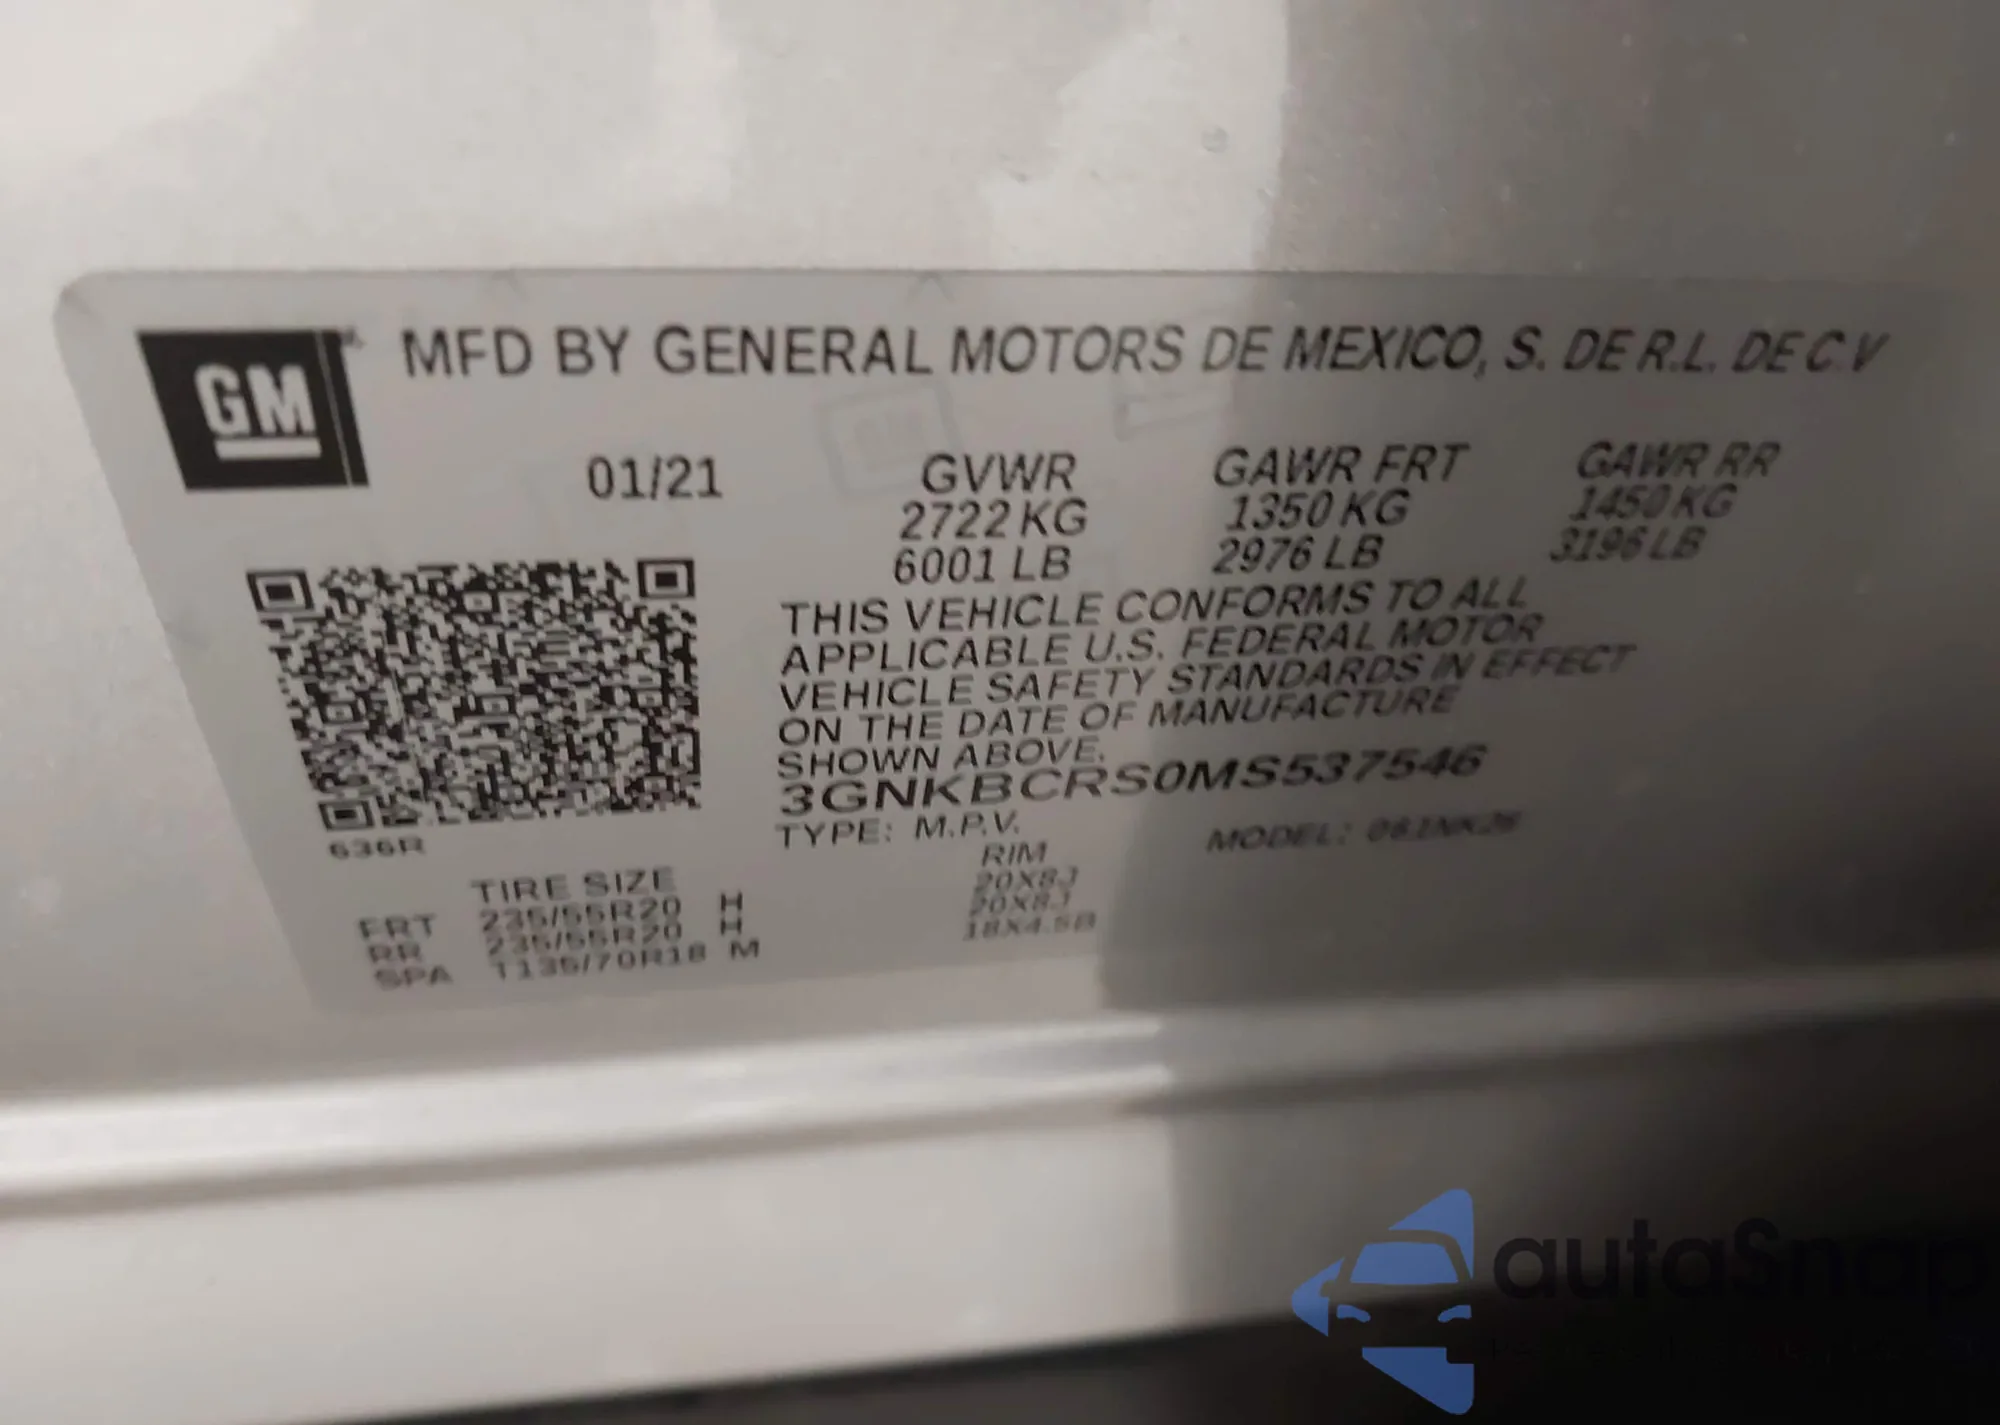 GM
MFD BY GENERAL MOTORS DE MEXICO, S. DE R.L. DE C.V
01/21
GVWR GAWR FRT GAWR RR
2722 KG 1350 KG 1450 KG
6001 LB 2976 LB 3196 LB
THIS VEHICLE CONFORMS TO ALL
APPLICABLE U.S. FEDERAL MOTOR
VEHICLE SAFETY STANDARDS IN EFFECT
ON THE DATE OF MANUFACTURE
SHOWN ABOVE.
3GNKBCRS0MS537546
TYPE: M.P.V. MODEL: 061NK26
636R
TIRE SIZE RIM
FRT 235/55R20 H 20X8J
RR 235/55R20 H 20X8J
SPA T135/70R18 M 18X4.5B
autaSnap